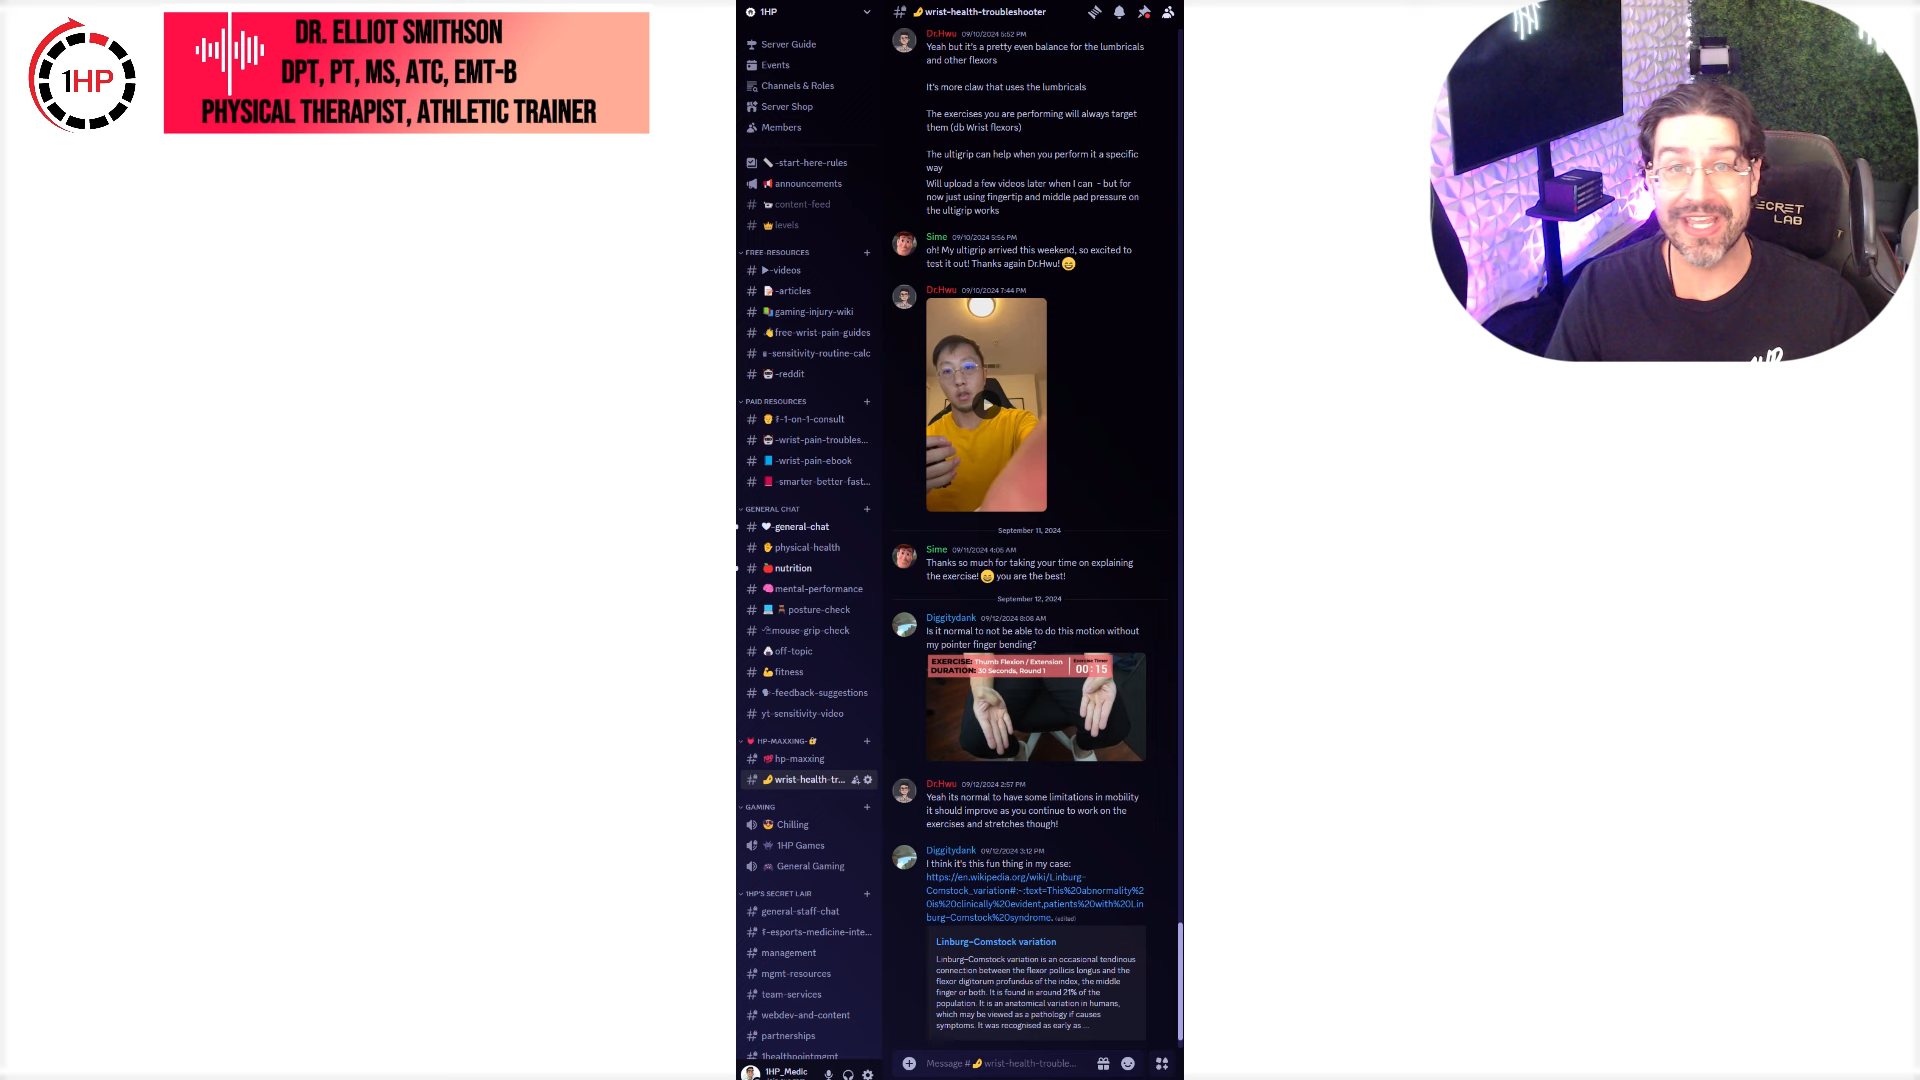 1HP
DR. ELLIOT SMITHSON
DPT, PT, MS, ATC, EMT-B
PHYSICAL THERAPIST, ATHLETIC TRAINER
1HP
Server Guide
Events
Channels & Roles
Server Shop
Members
-start-here-rules
announcements
content-feed
levels
FREE-RESOURCES
-videos
-articles
gaming-injury-wiki
free-wrist-pain-guides
-sensitivity-routine-calc
-reddit
PAID RESOURCES
-1-on-1-consult
-wrist-pain-troubles...
-wrist-pain-ebook
-smarter-better-fast...
GENERAL CHAT
-general-chat
physical-health
nutrition
mental-performance
posture-check
mouse-grip-check
off-topic
fitness
-feedback-suggestions
yt-sensitivity-video
HP-MAXXING-
hp-maxxing
wrist-health-tr...
GAMING
Chilling
1HP Games
General Gaming
1HP'S SECRET LAIR
general-staff-chat
-esports-medicine-inte...
management
mgmt-resources
team-services
webdev-and-content
partnerships
1healthpointmgmt
1HP_Medic
wrist-health-troubleshooter
Dr.Hwu 09/10/2024 5:52 PM
Yeah but it's a pretty even balance for the lumbricals
and other flexors
It's more claw that uses the lumbricals
The exercises you are performing will always target
them (db Wrist flexors)
The ultigrip can help when you perform it a specific
way
Will upload a few videos later when I can - but for
now just using fingertip and middle pad pressure on
the ultigrip works
Sime 09/10/2024 5:56 PM
oh! My ultigrip arrived this weekend, so excited to
test it out! Thanks again Dr.Hwu!
Dr.Hwu 09/10/2024 7:44 PM
September 11, 2024
Sime 09/11/2024 4:06 AM
Thanks so much for taking your time on explaining
the exercise! you are the best!
September 12, 2024
Diggitydank 09/12/2024 8:08 AM
Is it normal to not be able to do this motion without
my pointer finger bending?
EXERCISE: Thumb Flexion / Extension
DURATION: 30 Seconds, Round 1
Exercise Timer
00:15
Dr.Hwu 09/12/2024 2:57 PM
Yeah its normal to have some limitations in mobility
it should improve as you continue to work on the
exercises and stretches though!
Diggitydank 09/12/2024 3:12 PM
I think it's this fun thing in my case:
https://en.wikipedia.org/wiki/Linburg-
Comstock_variation#:~:text=This%20abnormality%2
0is%20clinically%20evident,patients%20with%20Lin
burg–Comstock%20syndrome. (edited)
Linburg–Comstock variation
Linburg–Comstock variation is an occasional tendinous
connection between the flexor pollicis longus and the
flexor digitorum profundus of the index, the middle
finger or both. It is found in around 21% of the
population. It is an anatomical variation in humans,
which may be viewed as a pathology if causes
symptoms. It was recognised as early as ...
Message # wrist-health-trouble...
SECRET
LAB